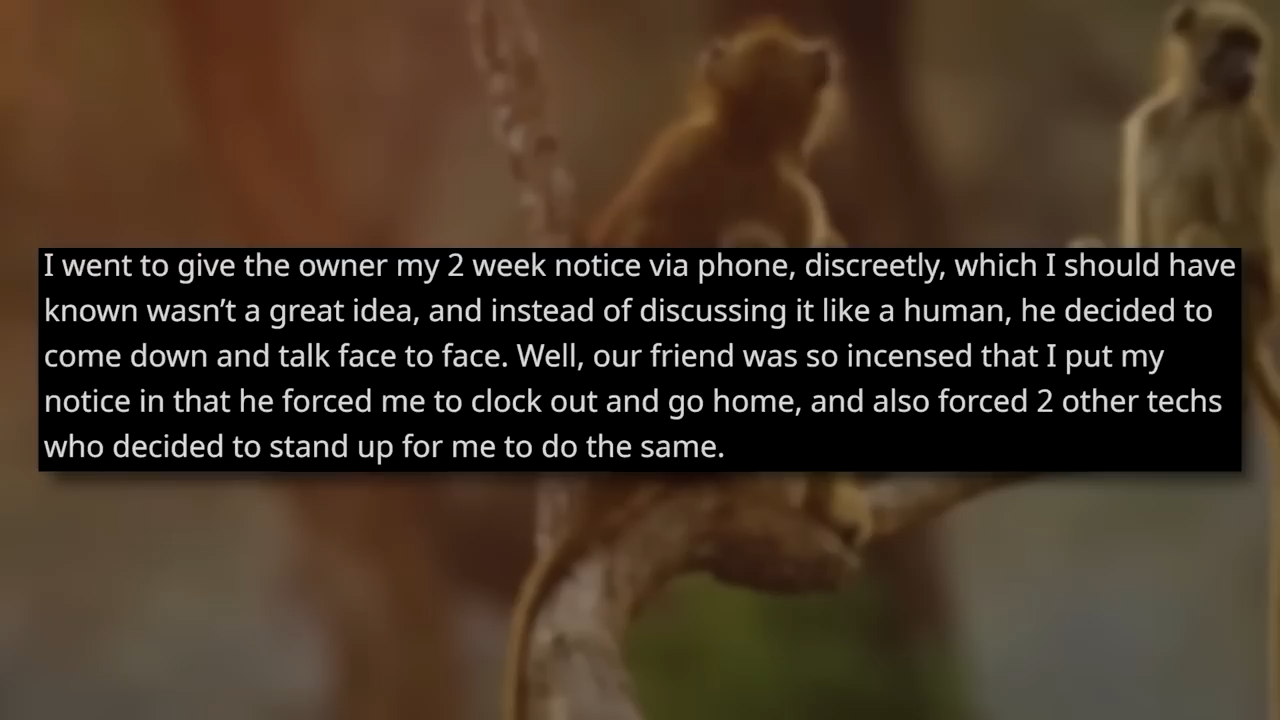 I went to give the owner my 2 week notice via phone, discreetly, which I should have
known wasn’t a great idea, and instead of discussing it like a human, he decided to
come down and talk face to face. Well, our friend was so incensed that I put my
notice in that he forced me to clock out and go home, and also forced 2 other techs
who decided to stand up for me to do the same.